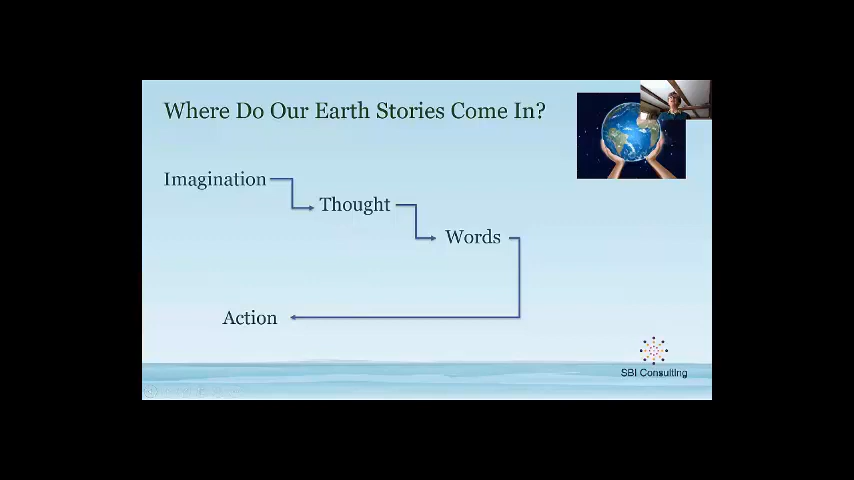 Where Do Our Earth Stories Come In?
Imagination
Thought
Words
Action
SBI Consulting